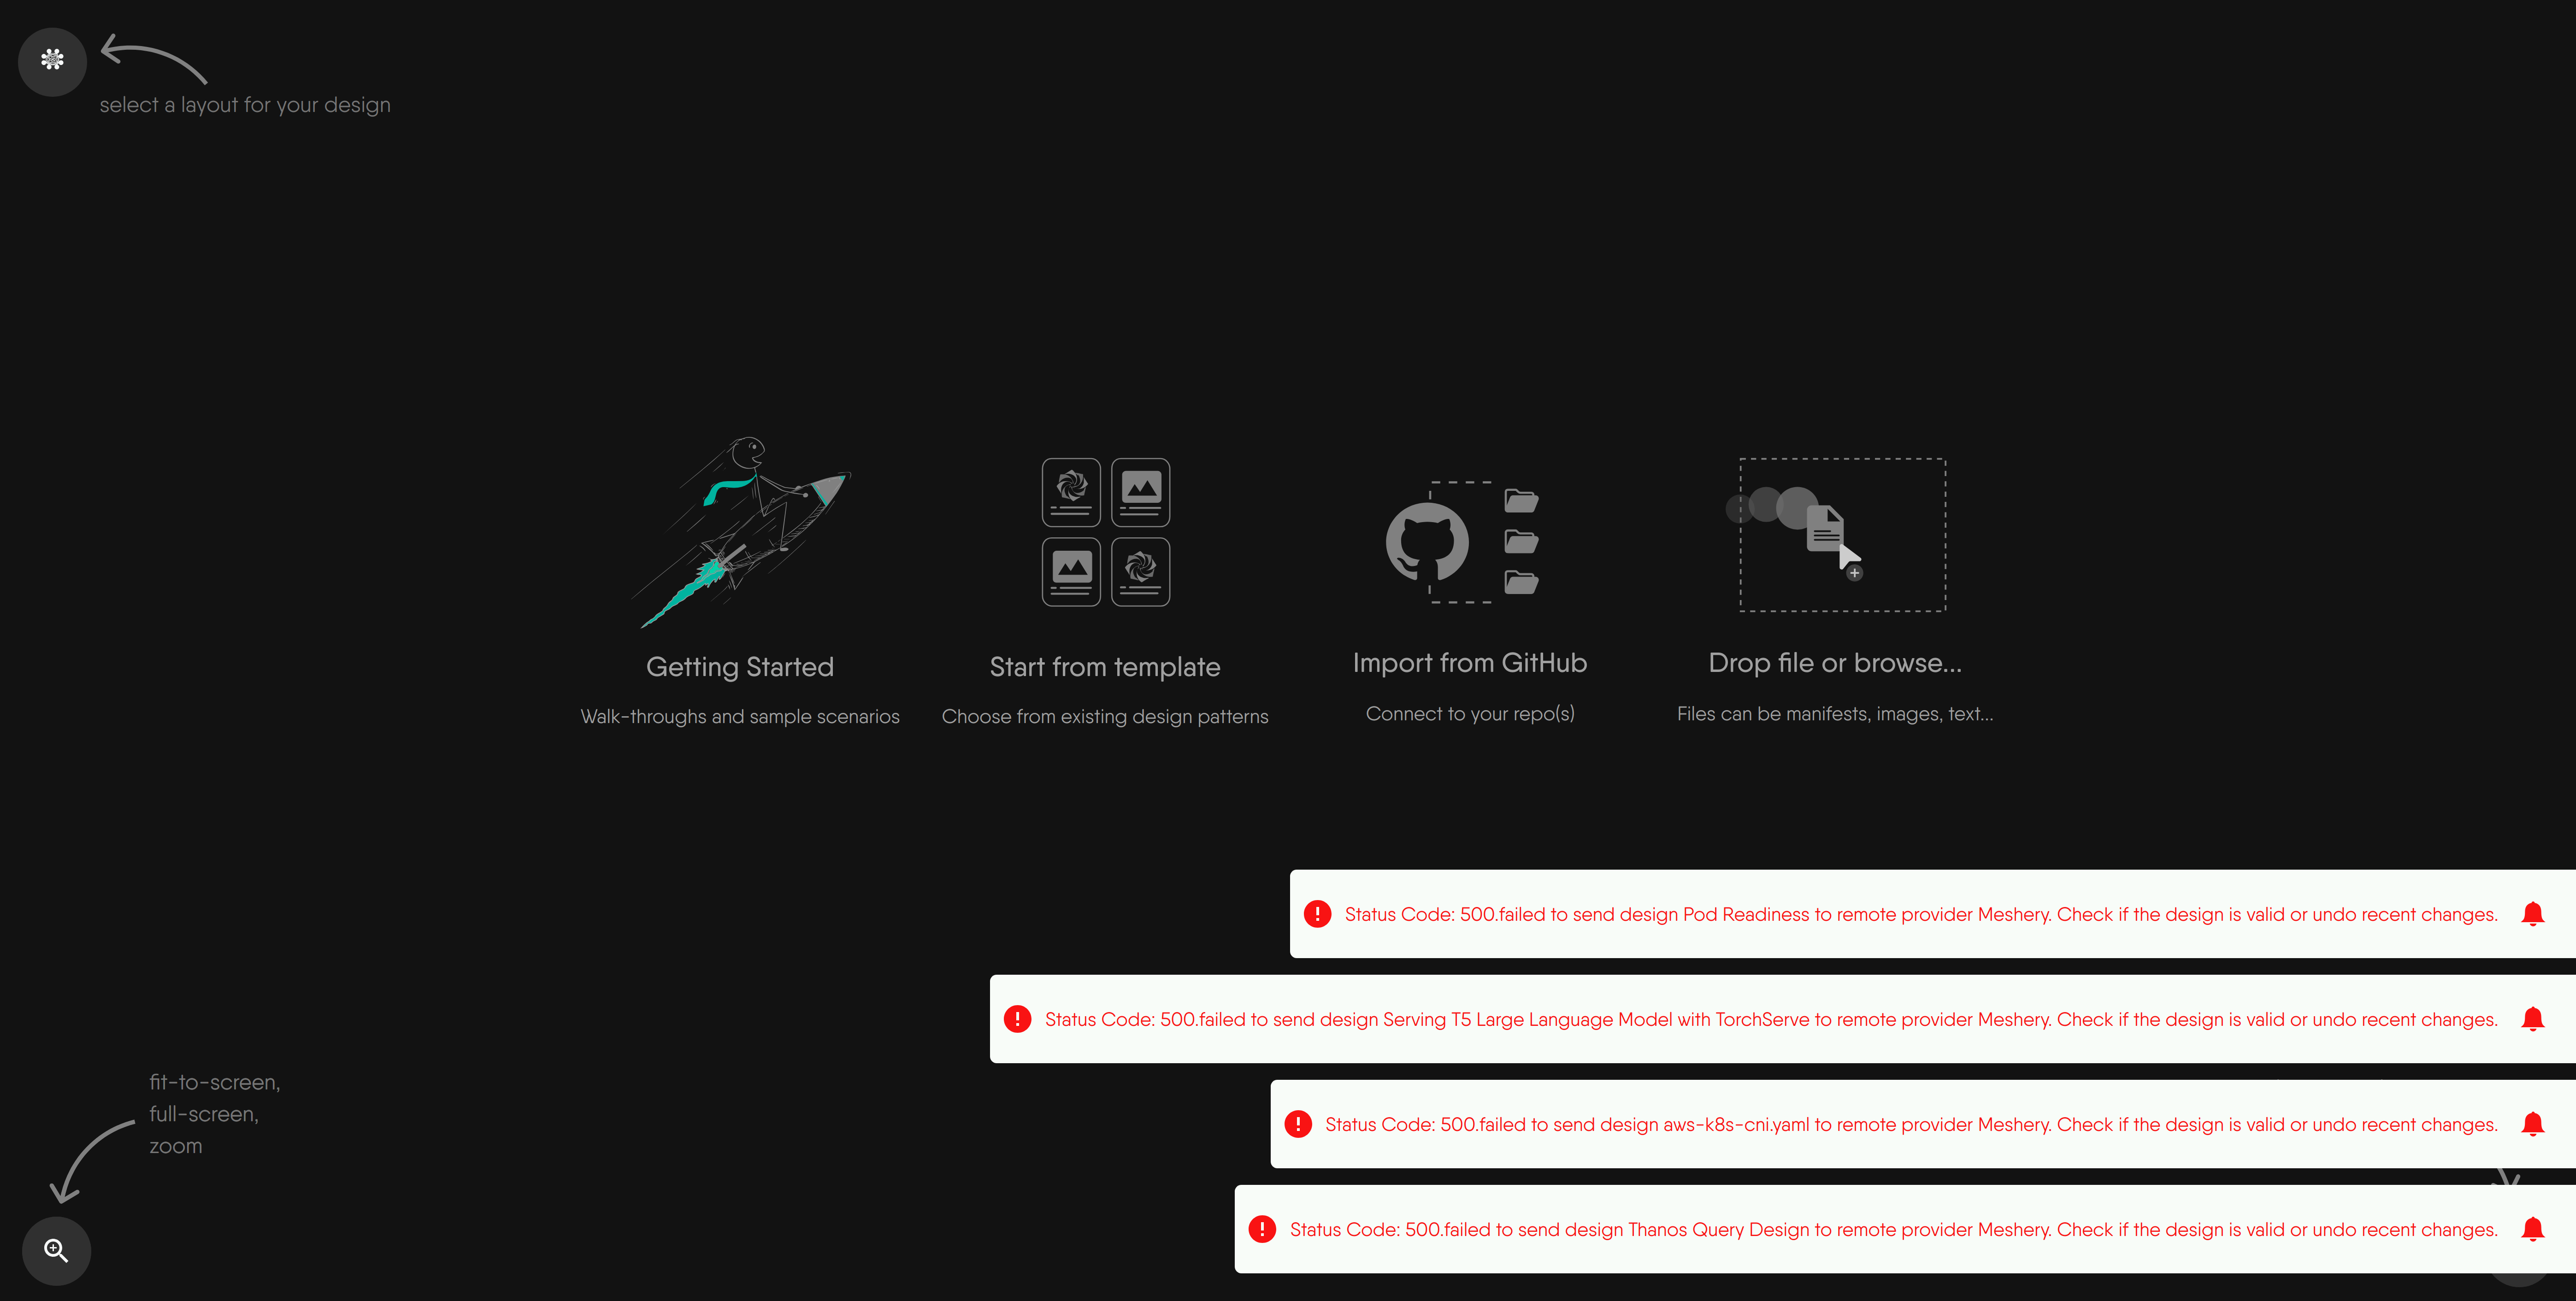 select a layout for your design
Getting Started
Walk-throughs and sample scenarios
Start from template
Choose from existing design patterns
Import from GitHub
Connect to your repo(s)
Drop file or browse...
Files can be manifests, images, text...
Status Code: 500.failed to send design Pod Readiness to remote provider Meshery. Check if the design is valid or undo recent changes.
Status Code: 500.failed to send design Serving T5 Large Language Model with TorchServe to remote provider Meshery. Check if the design is valid or undo recent changes.
Status Code: 500.failed to send design aws-k8s-cni.yaml to remote provider Meshery. Check if the design is valid or undo recent changes.
Status Code: 500.failed to send design Thanos Query Design to remote provider Meshery. Check if the design is valid or undo recent changes.
fit-to-screen,
full-screen,
zoom